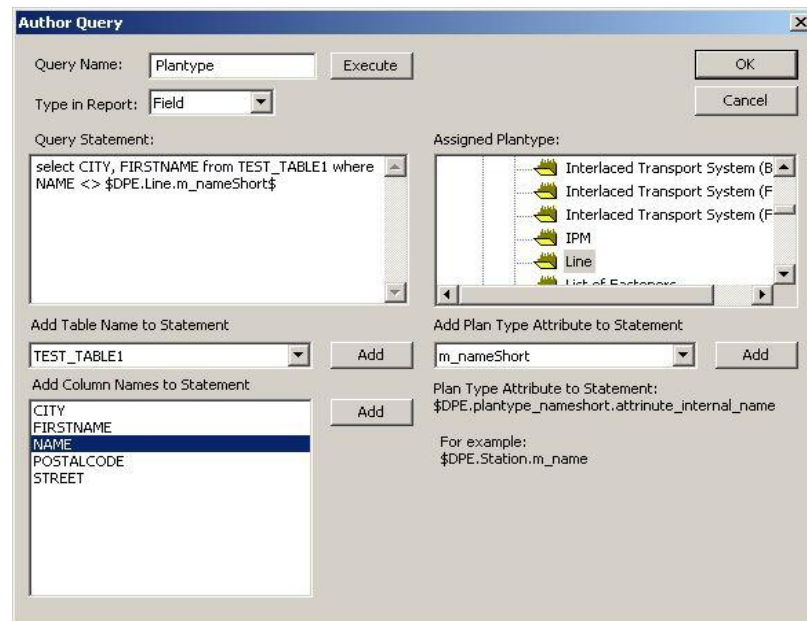 Author Query
Query Name:
Plantype
Execute
OK
Type in Report:
Field
Cancel
Query Statement:
select CITY, FIRSTNAME from TEST_TABLE1 where
NAME <> $DPE.Line.m_nameShort$
Assigned Plantype:
Interlaced Transport System (B
Interlaced Transport System (F
Interlaced Transport System (F
IPM
Line
List of Fasteners
Add Table Name to Statement
TEST_TABLE1
Add
Add Plan Type Attribute to Statement
m_nameShort
Add
Add Column Names to Statement
CITY
FIRSTNAME
NAME
POSTALCODE
STREET
Add
Plan Type Attribute to Statement:
$DPE.plantype_nameshort.attrinute_internal_name
For example:
$DPE.Station.m_name